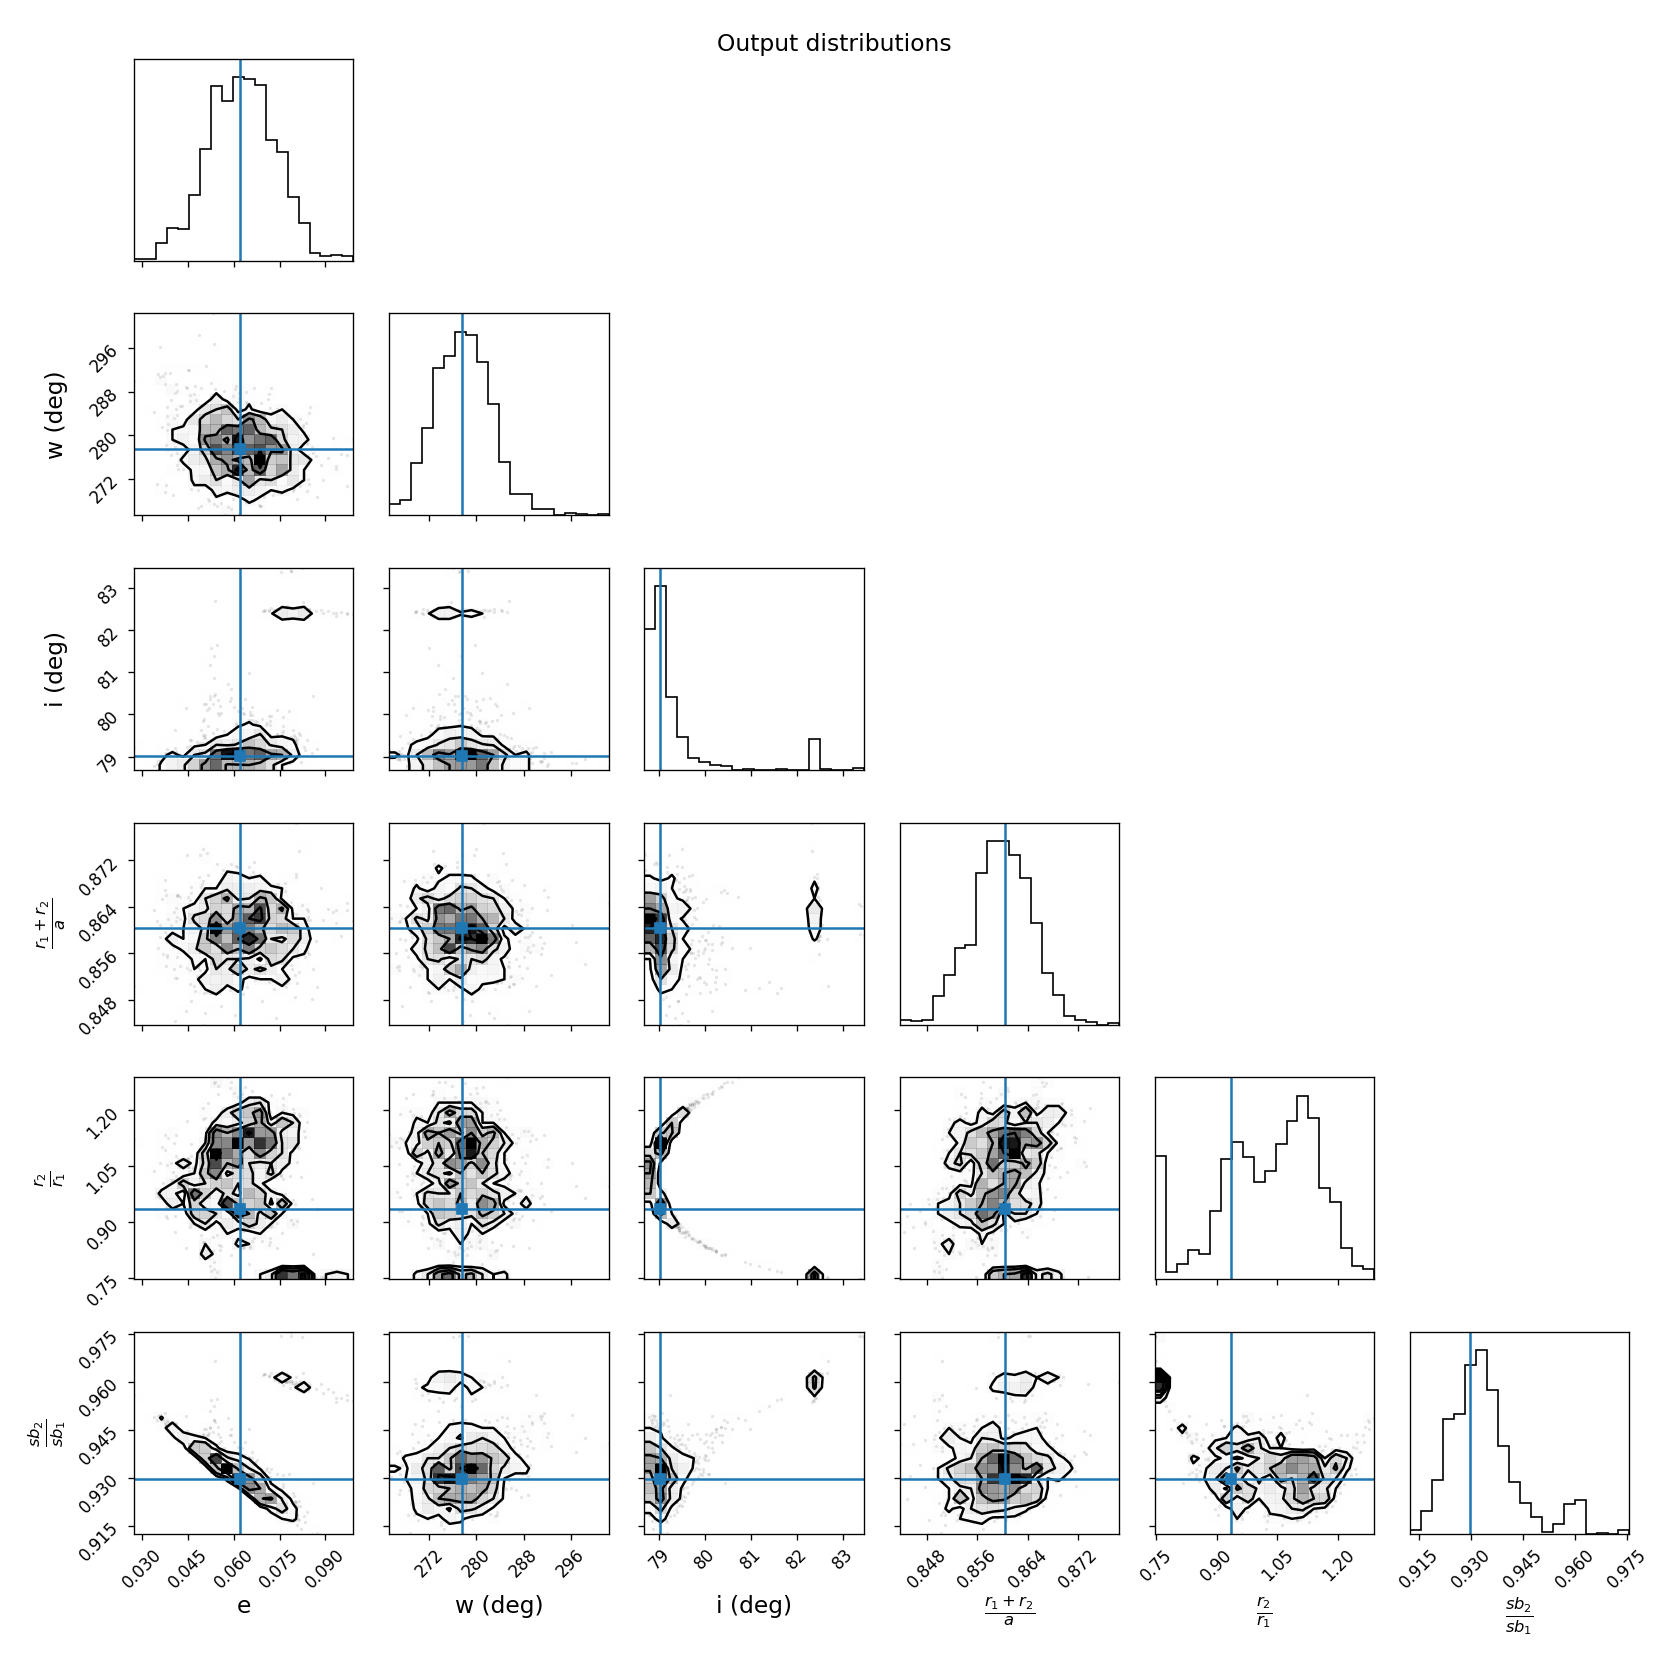 Output distributions
w (deg)
296
288
280
272
i (deg)
83
82
81
80
79
r₁ + r₂
a
0.872
0.864
0.856
0.848
r₂
r₁
1.20
1.05
0.90
0.75
sb₂
sb₁
0.975
0.960
0.945
0.930
0.915
0.030 0.045 0.060 0.075 0.090 272 280 288 296 79 80 81 82 83 0.848 0.856 0.864 0.872 0.75 0.90 1.05 1.20 0.915 0.930 0.945 0.960 0.975
e w (deg) i (deg) r₁ + r₂ r₂ sb₂
a r₁ sb₁